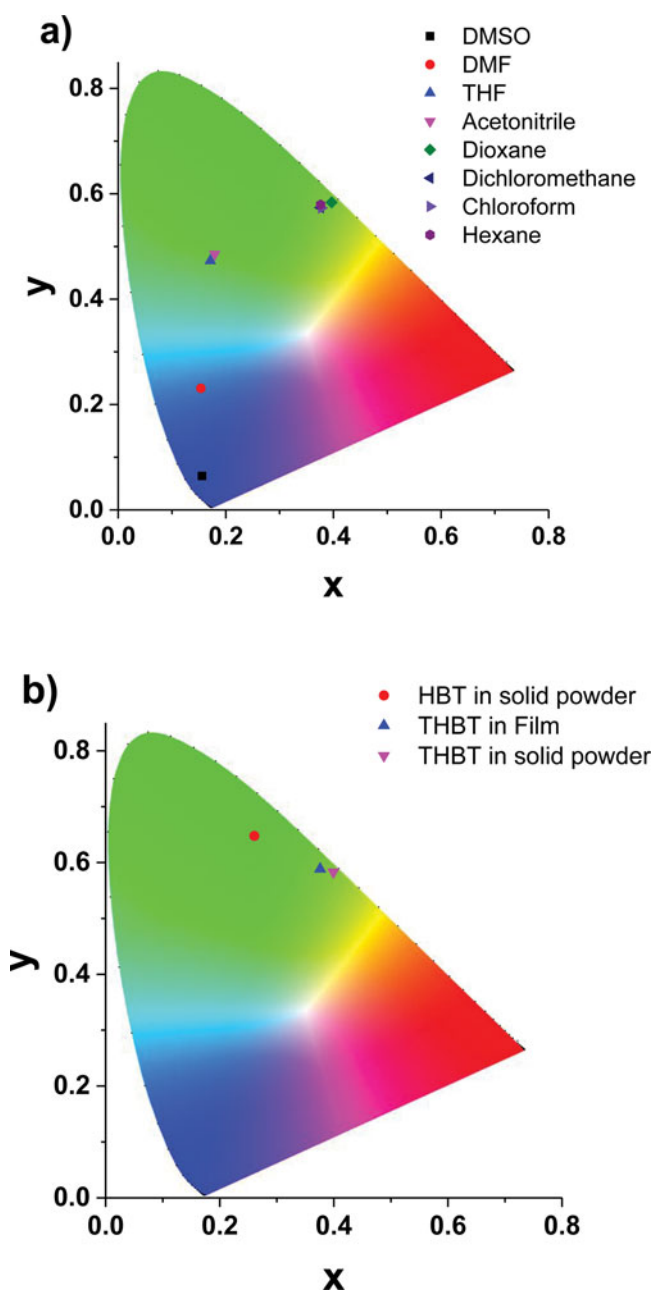 a)
DMSO
DMF
THF
Acetonitrile
Dioxane
Dichloromethane
Chloroform
Hexane
0.8
0.6
y
0.4
0.2
0.0
0.0 0.2 0.4 0.6 0.8
x
b)
HBT in solid powder
THBT in Film
THBT in solid powder
0.8
0.6
y
0.4
0.2
0.0
0.0 0.2 0.4 0.6 0.8
x